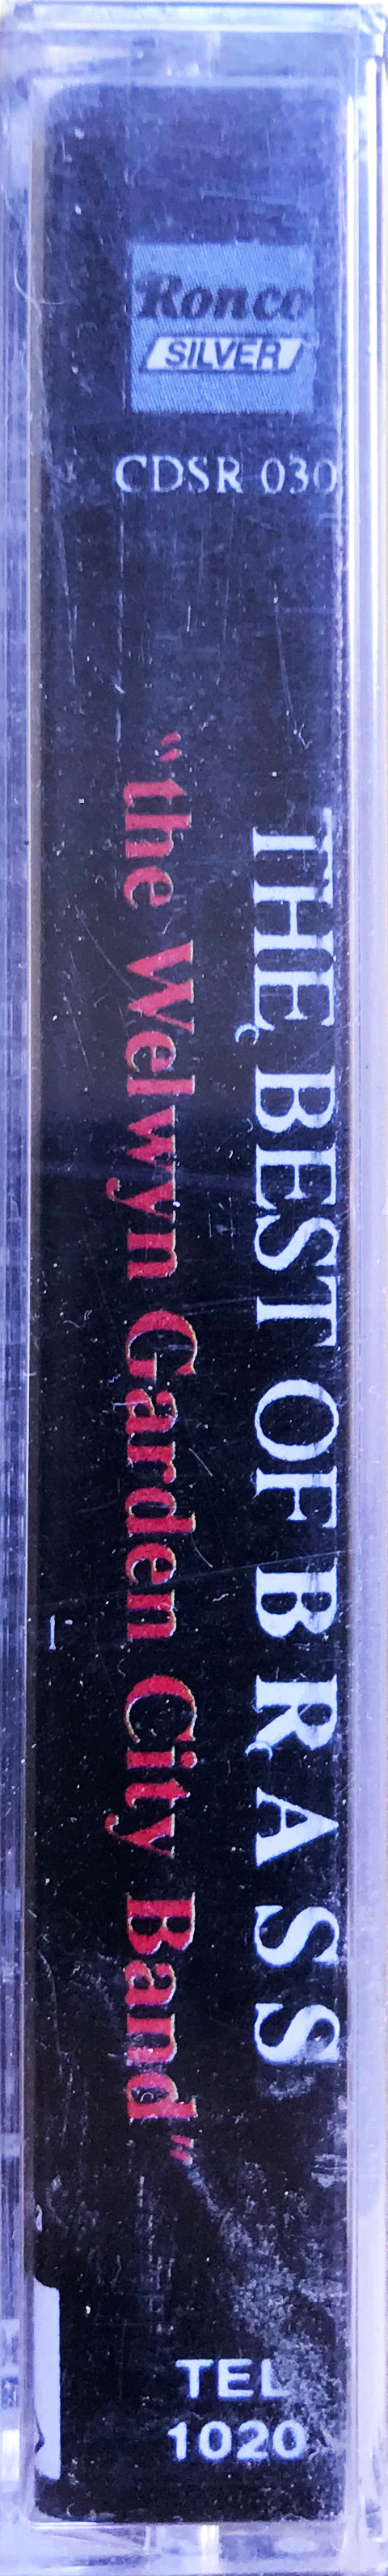 Ronco
SILVER
CDSR 030
THE BEST OF BRASS
"the Welwyn Garden City Band"
TEL
1020